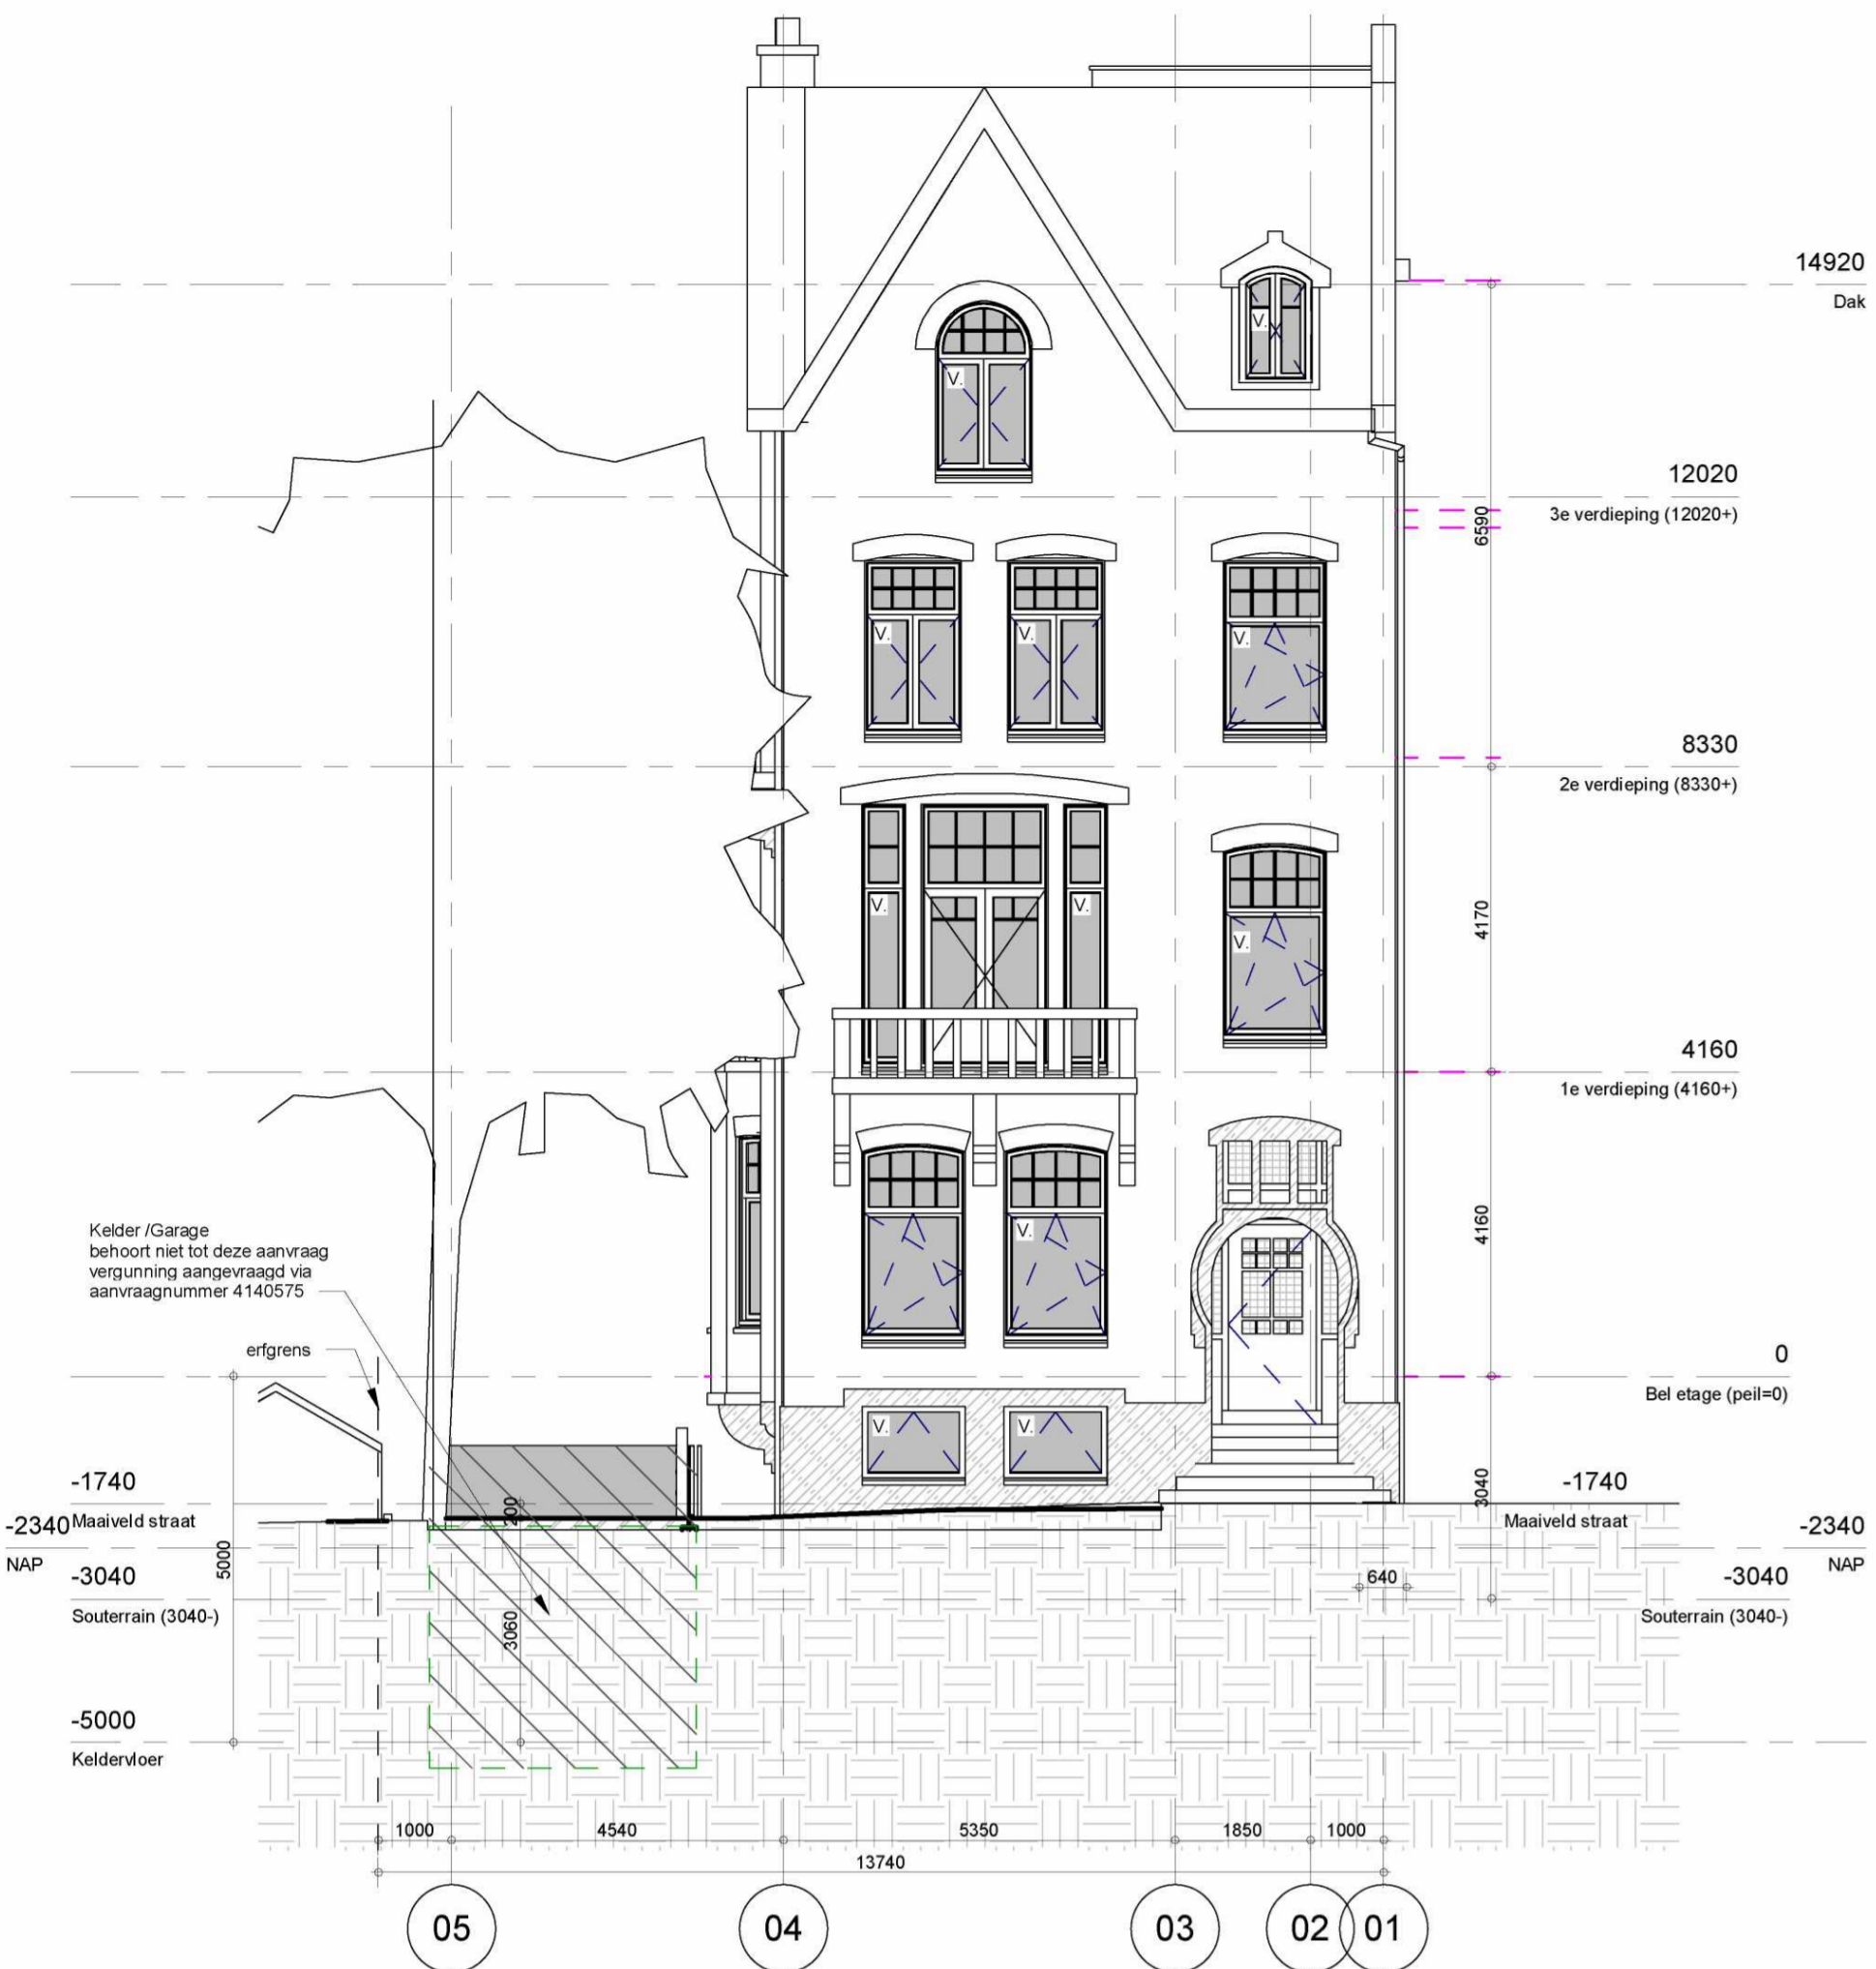 14920
Dak
V.
V.
12020
3e verdieping (12020+)
6590
V.
V.
V.
8330
2e verdieping (8330+)
V.
V.
4170
V.
4160
1e verdieping (4160+)
4160
V.
Kelder /Garage
behoort niet tot deze aanvraag
vergunning aangevraagd via
aanvraagnummer 4140575
erfgrens
0
Bel etage (peil=0)
V.
V.
-1740
Maaiveld straat
-2340
NAP
-3040
Souterrain (3040-)
5000
200
3060
3040
-1740
Maaiveld straat
-2340
NAP
640
-3040
Souterrain (3040-)
-5000
Keldervloer
1000
4540
5350
1850
1000
13740
05
04
03
02
01